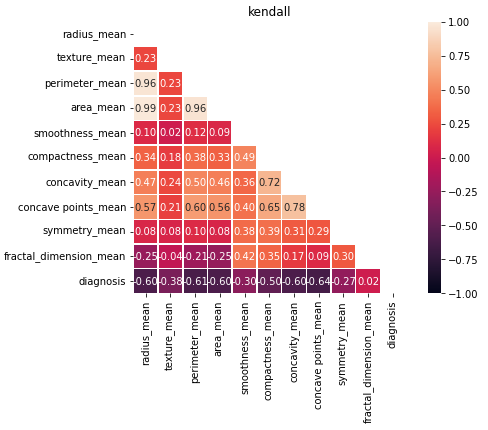 kendall
radius_mean
texture_mean 0.23
perimeter_mean 0.96 0.23
area_mean 0.99 0.23 0.96
smoothness_mean 0.10 0.02 0.12 0.09
compactness_mean 0.34 0.18 0.38 0.33 0.49
concavity_mean 0.47 0.24 0.50 0.46 0.36 0.72
concave points_mean 0.57 0.21 0.60 0.56 0.40 0.65 0.78
symmetry_mean 0.08 0.08 0.10 0.08 0.38 0.39 0.31 0.29
fractal_dimension_mean -0.25 -0.04 -0.21 -0.25 0.42 0.35 0.17 0.09 0.30
diagnosis -0.60 -0.38 -0.61 -0.60 -0.30 -0.50 -0.60 -0.64 -0.27 0.02
radius_mean
texture_mean
perimeter_mean
area_mean
smoothness_mean
compactness_mean
concavity_mean
concave points_mean
symmetry_mean
fractal_dimension_mean
diagnosis
1.00
0.75
0.50
0.25
0.00
−0.25
−0.50
−0.75
−1.00